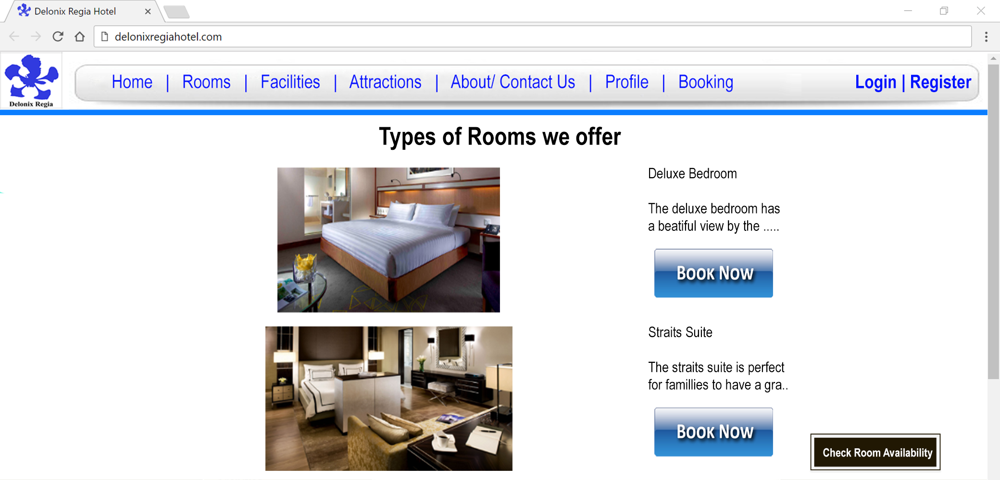 Delonix Regia Hotel
delonixregiahotel.com
Delonix Regia
Home | Rooms | Facilities | Attractions | About/ Contact Us | Profile | Booking
Login | Register
Types of Rooms we offer
Deluxe Bedroom
The deluxe bedroom has
a beatiful view by the .....
Book Now
Straits Suite
The straits suite is perfect
for famillies to have a gra..
Book Now
Check Room Availability